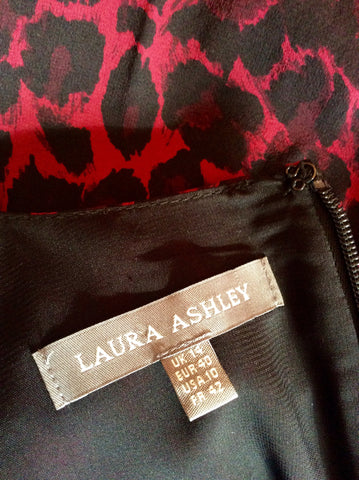 LAURA ASHLEY
UK 14
EUR 40
USA 10
FR 42